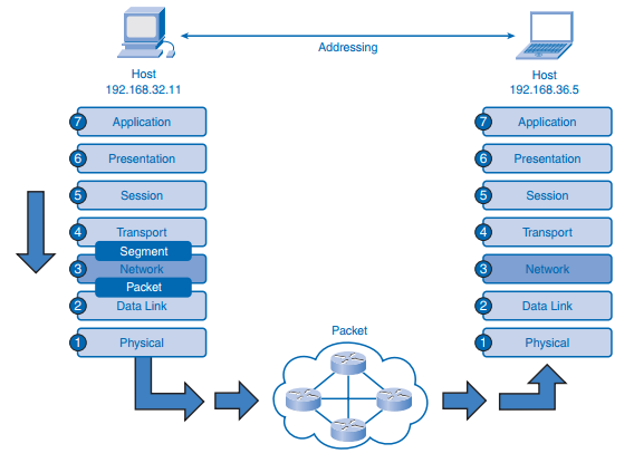 Addressing
Host
192.168.32.11
Host
192.168.36.5
7 Application
6 Presentation
5 Session
4 Transport
Segment
3 Network
Packet
2 Data Link
1 Physical
Packet
7 Application
6 Presentation
5 Session
4 Transport
3 Network
2 Data Link
1 Physical